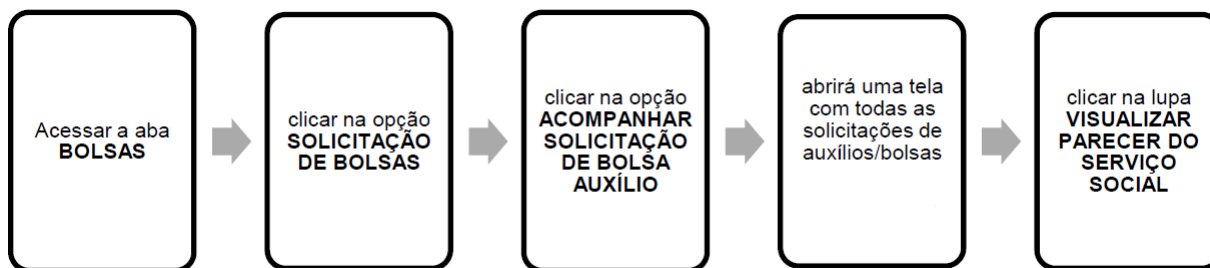 Acessar a aba
BOLSAS
clicar na opção
SOLICITAÇÃO
DE BOLSAS
clicar na opção
ACOMPANHAR
SOLICITAÇÃO
DE BOLSA
AUXÍLIO
abrirá uma tela
com todas as
solicitações de
auxílios/bolsas
clicar na lupa
VISUALIZAR
PARECER DO
SERVIÇO
SOCIAL